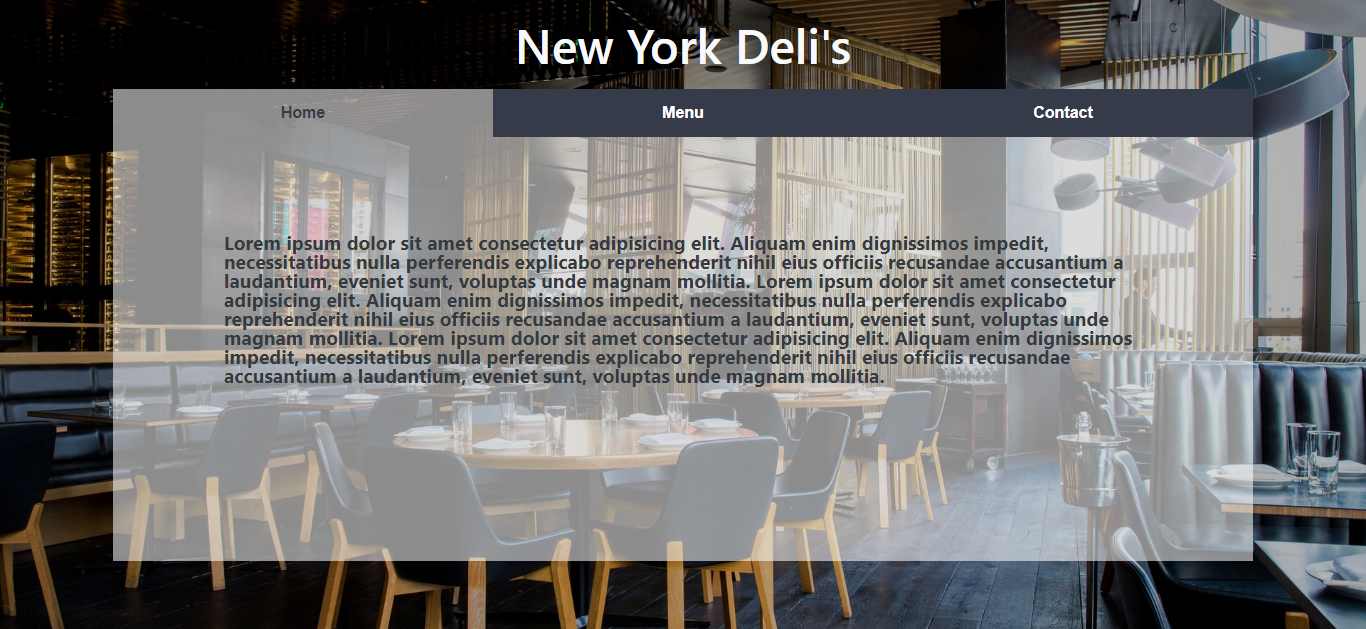 New York Deli's
Home
Menu
Contact
Lorem ipsum dolor sit amet consectetur adipisicing elit. Aliquam enim dignissimos impedit,
necessitatibus nulla perferendis explicabo reprehenderit nihil eius officiis recusandae accusantium a
laudantium, eveniet sunt, voluptas unde magnam mollitia. Lorem ipsum dolor sit amet consectetur
adipisicing elit. Aliquam enim dignissimos impedit, necessitatibus nulla perferendis explicabo
reprehenderit nihil eius officiis recusandae accusantium a laudantium, eveniet sunt, voluptas unde
magnam mollitia. Lorem ipsum dolor sit amet consectetur adipisicing elit. Aliquam enim dignissimos
impedit, necessitatibus nulla perferendis explicabo reprehenderit nihil eius officiis recusandae
accusantium a laudantium, eveniet sunt, voluptas unde magnam mollitia.